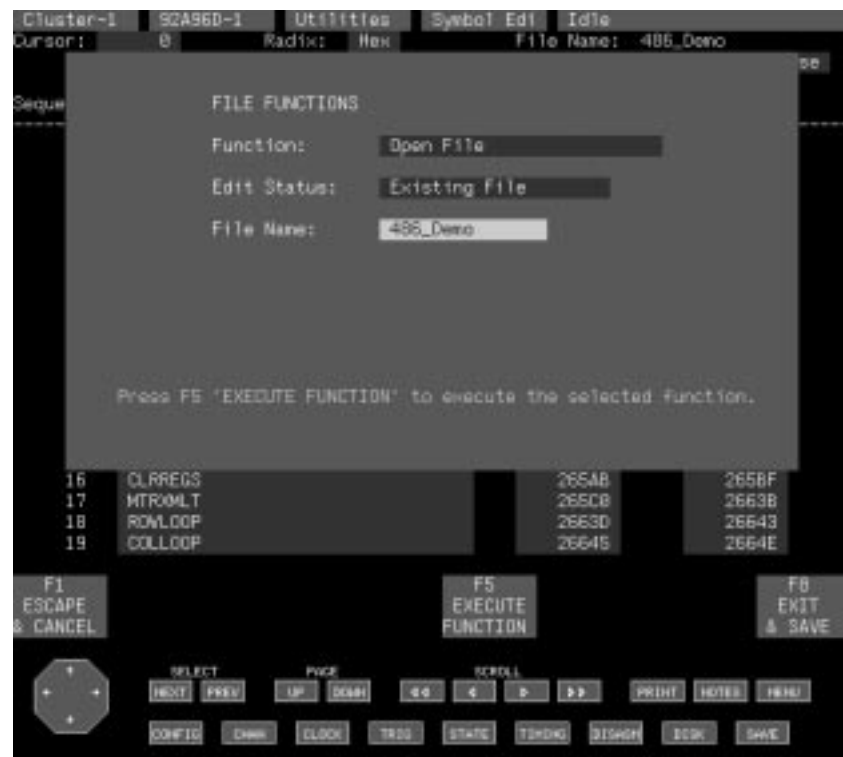 Cluster-1 92A96D-1 Utilities Symbol Edi Idle
Cursor: 0 Radix: Hex File Name: 486_Demo
se
Seque
FILE FUNCTIONS
Function: Open File
Edit Status: Existing File
File Name: 486_Demo
Press F5 'EXECUTE FUNCTION' to execute the selected function.
16 CLRREGS 265AB 265BF
17 MTRXMLT 265C0 2663B
18 ROWLOOP 2663D 26643
19 COLLOOP 26645 2664E
F1 F5 F8
ESCAPE EXECUTE EXIT
& CANCEL FUNCTION & SAVE
SELECT PAGE SCROLL
NEXT PREV UP DOWN PRINT NOTES MENU
CONFIG CHAN CLOCK TRIG STATE TIMING DISASM DISK SAVE